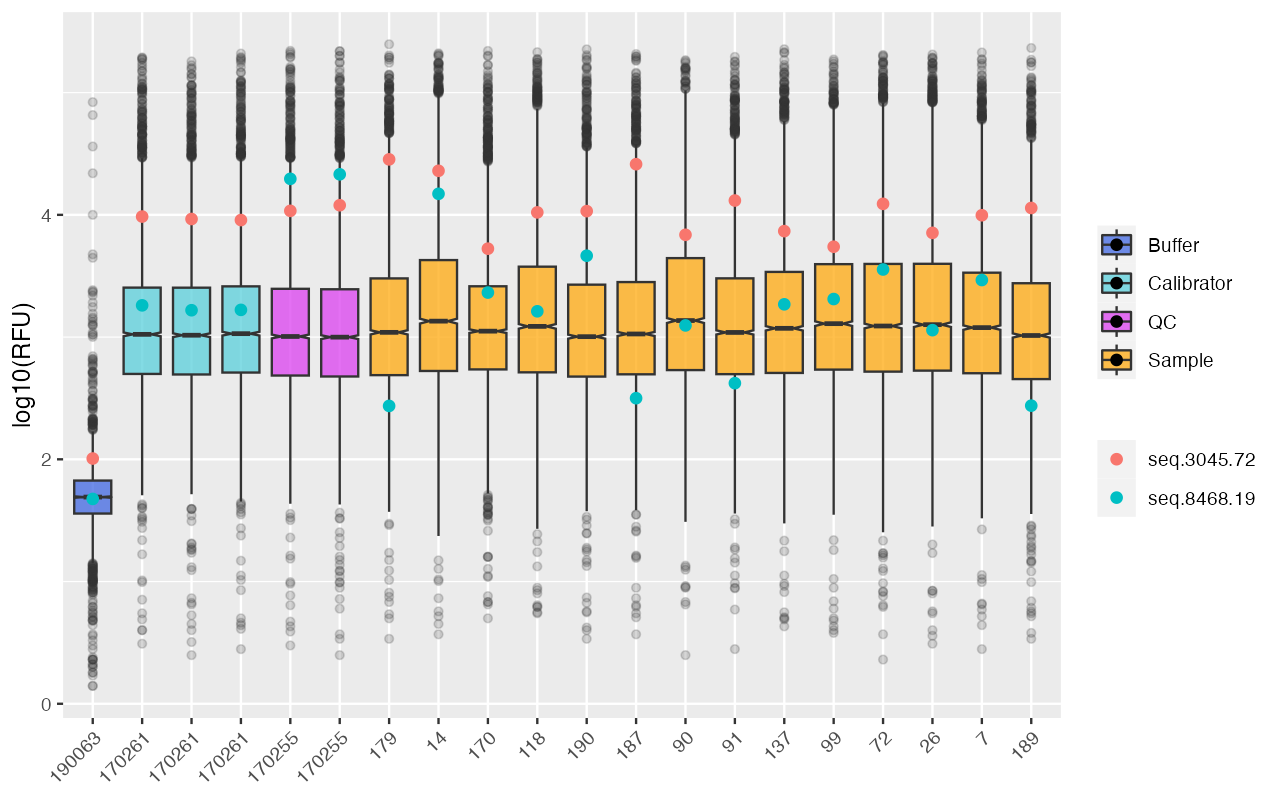 log10(RFU)
4
2
0
190063 170261 170261 170261 170255 170255 179 14 170 118 190 187 90 91 137 99 72 26 7 189
Buffer
Calibrator
QC
Sample
seq.3045.72
seq.8468.19